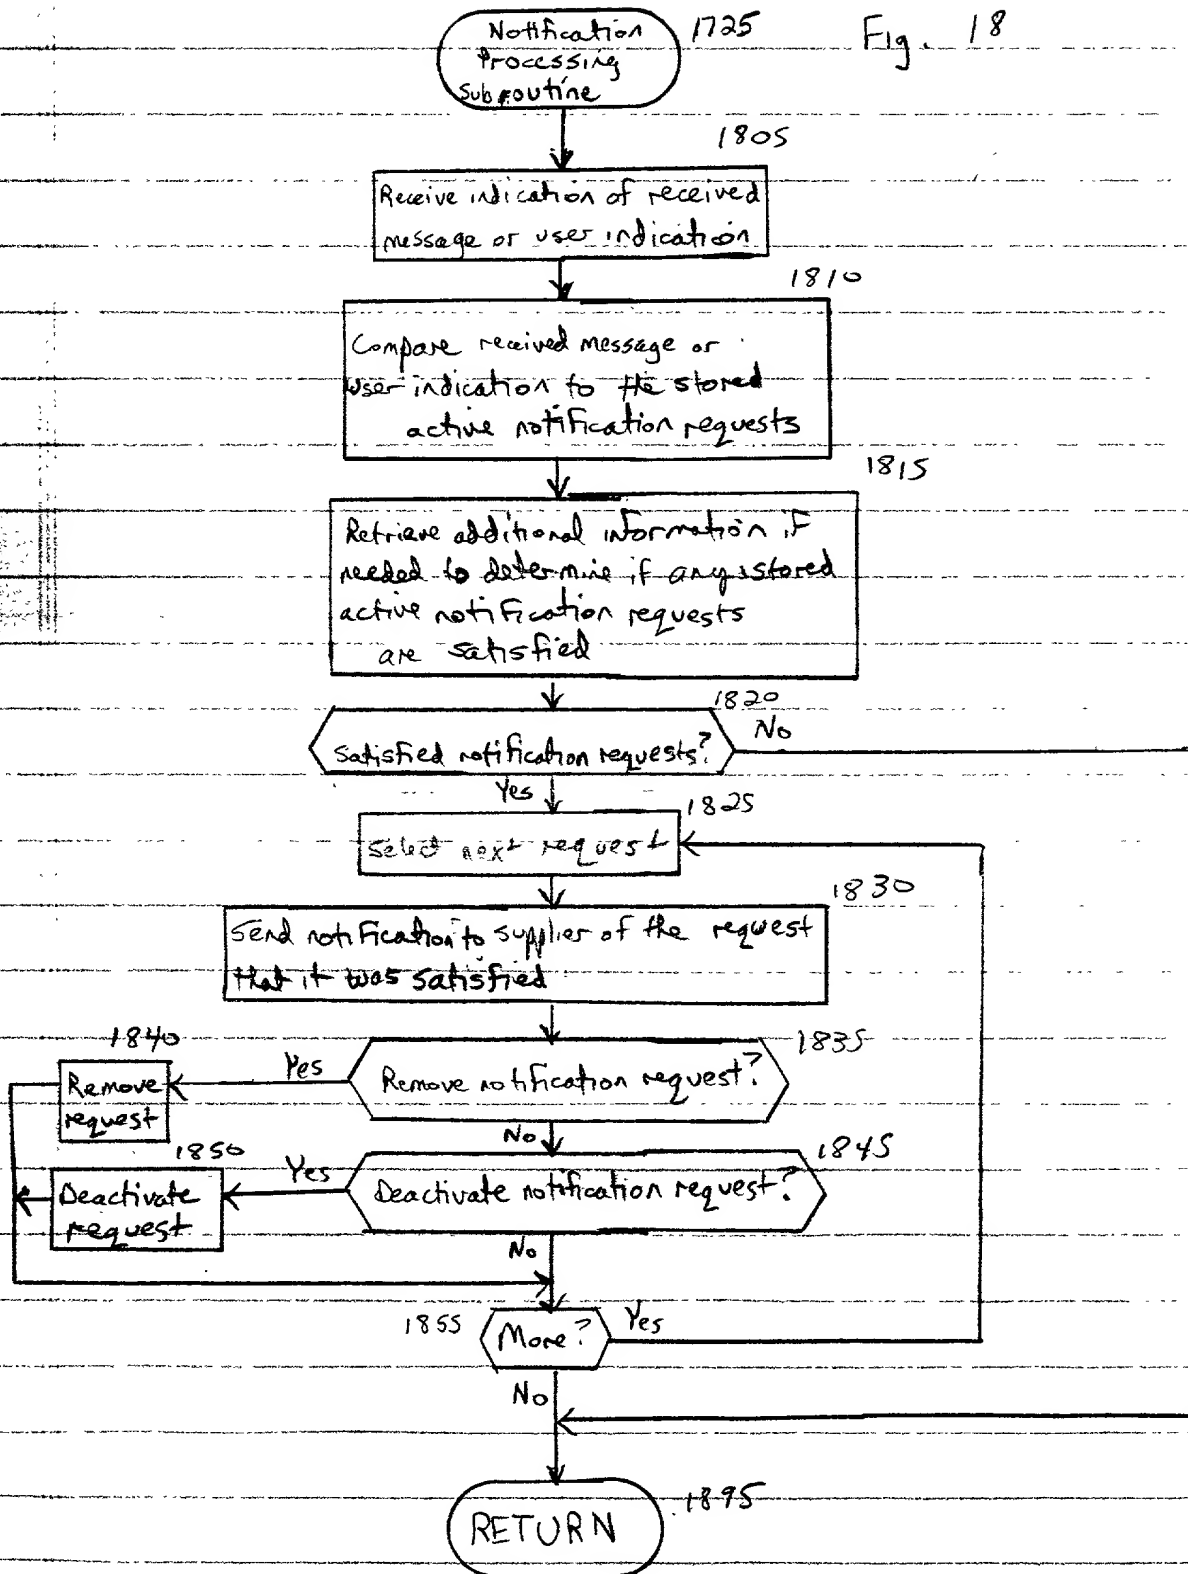 Notification 1725 Fig. 18
Processing
Subroutine
1805
Receive indication of received
message or user indication
1810
Compare received message or
user indication to the stored
active notification requests
1815
Retrieve additional information if
needed to determine if any stored
active notification requests
are satisfied
1820
Satisfied notification requests?
No
Yes
1825
Select next request
1830
Send notification to supplier of the request
that it was satisfied
1835
Remove notification request?
Yes
1840
Remove
request
No
1845
Deactivate notification request?
Yes
1850
Deactivate
request
No
1855
More?
Yes
No
RETURN
1895